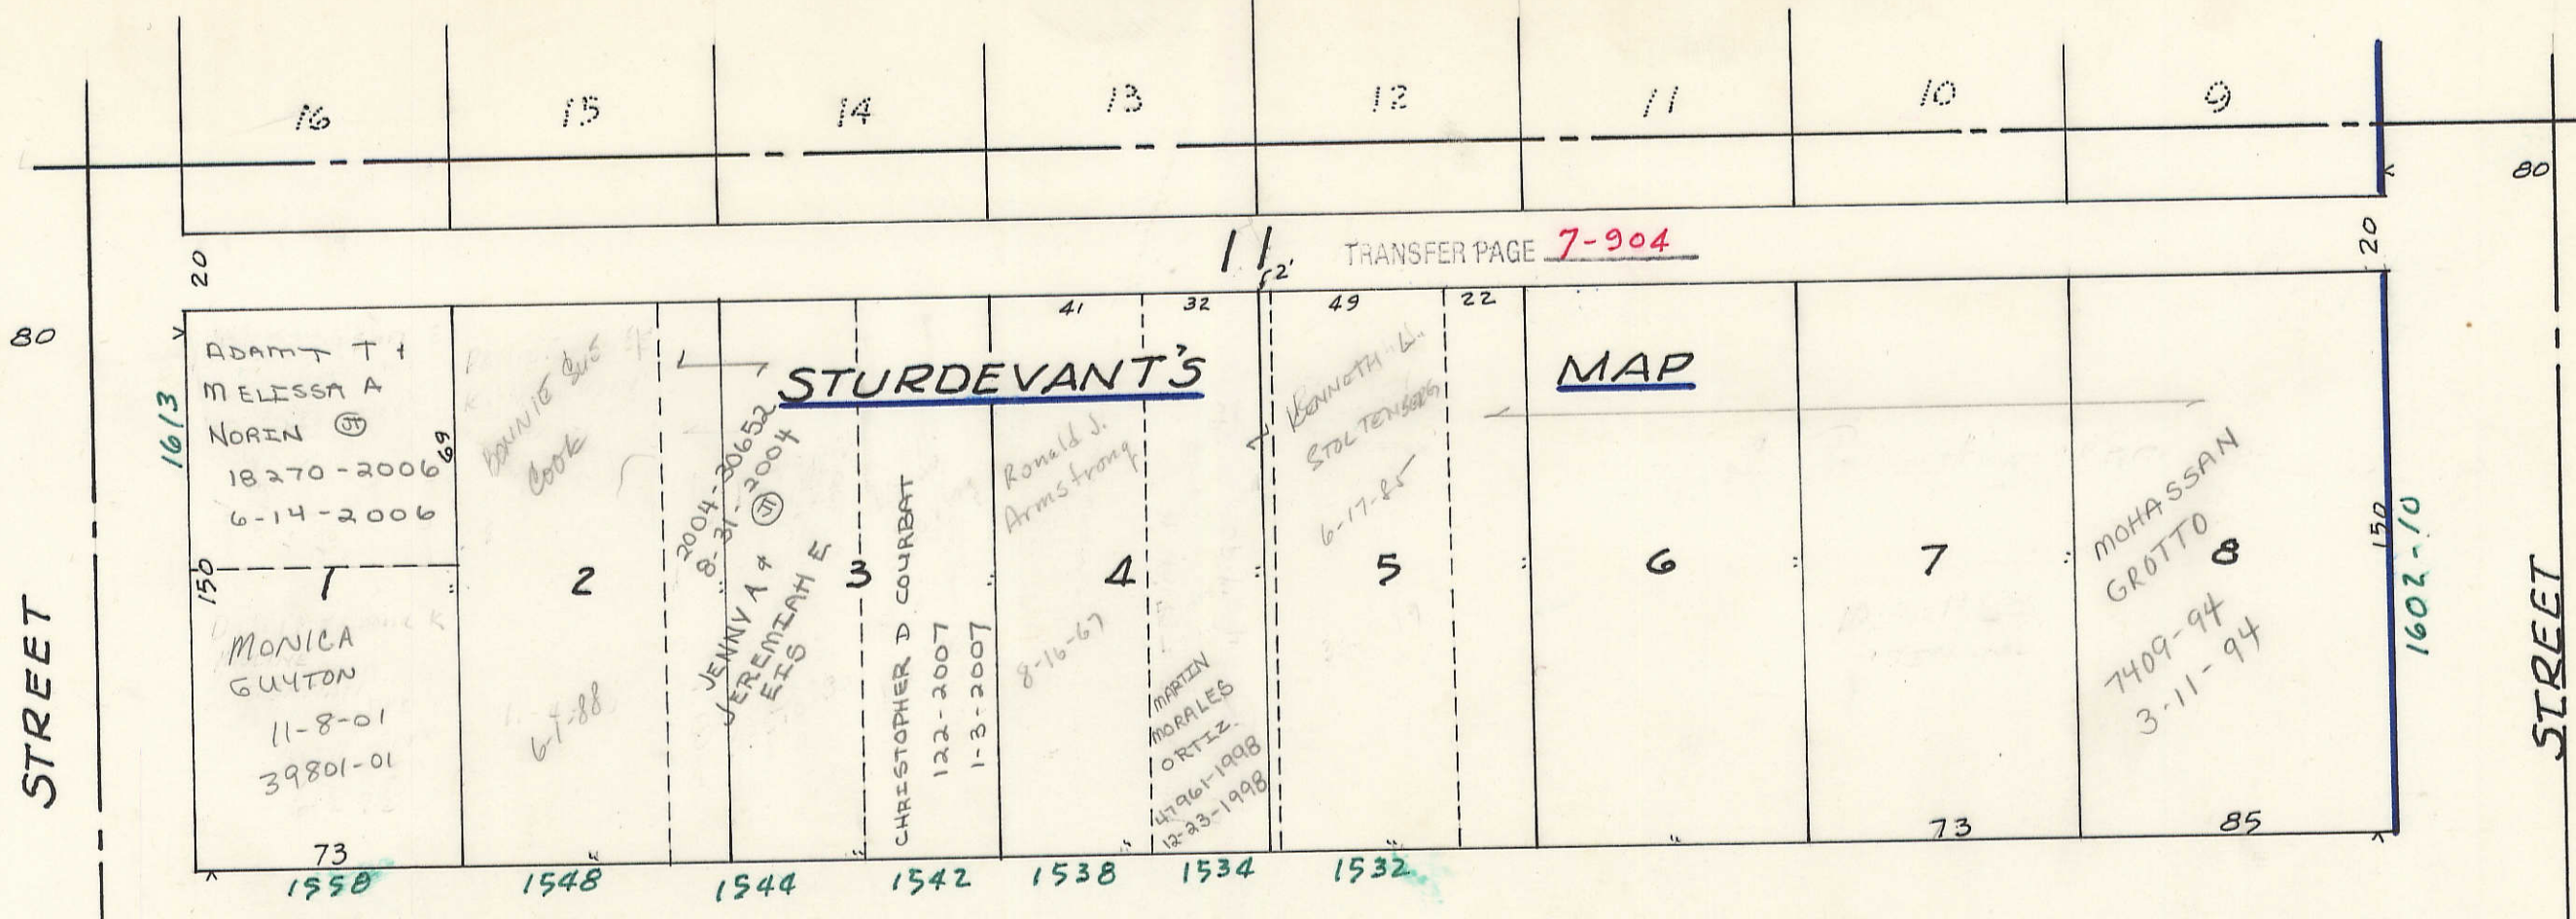 16 15 14 13 12 11 10 9
80
20
11
2'
TRANSFER PAGE 7-904
20
80
41 32 49 22
STURDEVANT'S MAP
1613
ADAM T +
MELISSA A
NORIN JT
18270-2006
6-14-2006
69
150
1
MONICA
GUYTON
11-8-01
39801-01
73
BONNIE SUE
COOK
2
6-1-88
2004-30652
8-31-2004
JENNY A + JT
JEREMIAH E
EIS
3
CHRISTOPHER D COURBAT
122-2007
1-3-2007
Ronald J.
Armstrong
4
8-16-67
MARTIN
MORALES
ORTIZ
47961-1998
12-23-1998
KENNETH W.
STOLTENBERG
6-17-85
5
6
7
73
MOHASSAN
GROTTO
8
7409-94
3-11-94
85
150
1602-10
STREET
STREET
1550 1548 1544 1542 1538 1534 1532